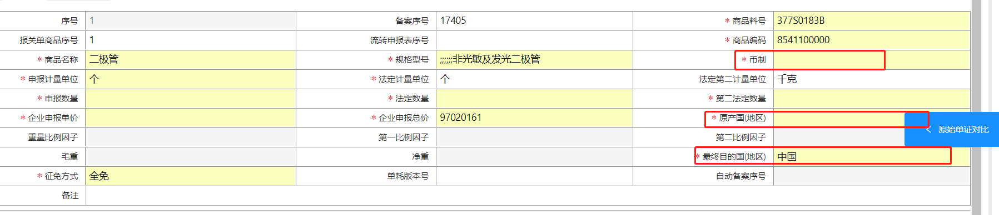 序号 1 备案序号 17405 * 商品料号 377S0183B
报关单商品序号 1 流转申报表序号 * 商品编码 8541100000
* 商品名称 二极管 * 规格型号 ;;;;;;非光敏及发光二极管 * 币制
* 申报计量单位 个 * 法定计量单位 个 法定第二计量单位 千克
* 申报数量 * 法定数量 * 第二法定数量
* 企业申报单价 * 企业申报总价 97020161 * 原产国(地区)
< 原始单证对比
重量比例因子 第一比例因子 第二比例因子
毛重 净重 * 最终目的国(地区) 中国
* 征免方式 全免 单耗版本号 自动备案序号
备注